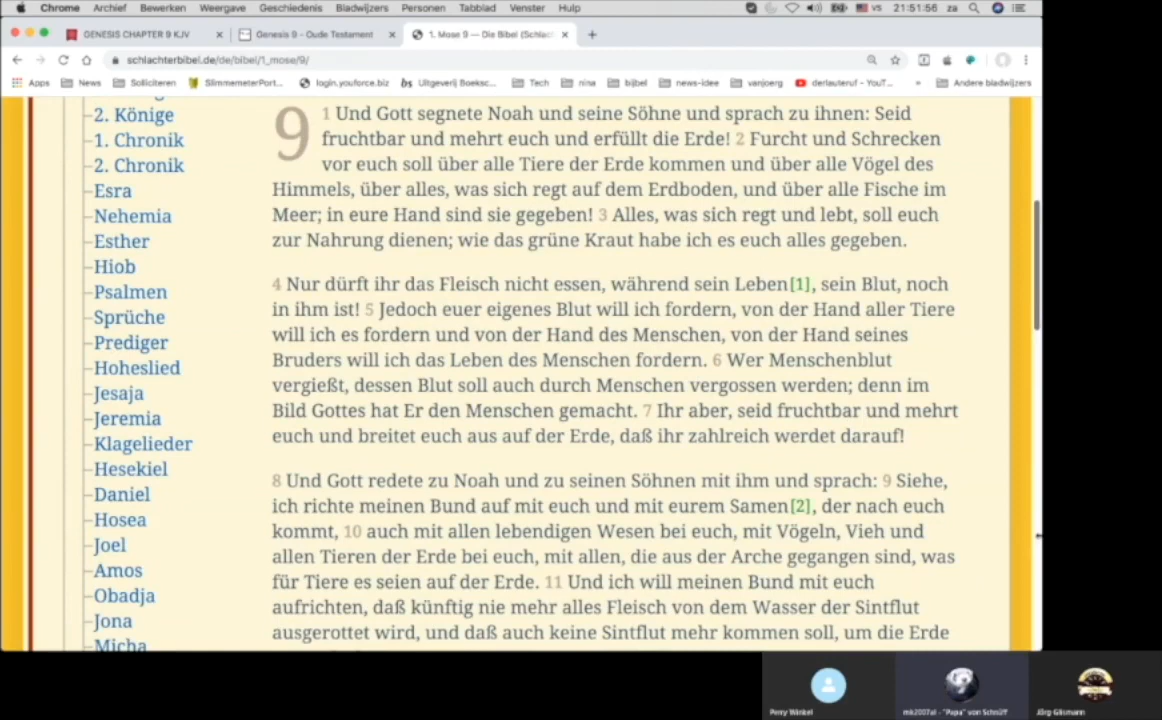 Chrome Archief Bewerken Weergave Geschiedenis Bladwijzers Personen Tabblad Venster Hulp VS 21:51:56 za
GENESIS CHAPTER 9 KJV
Genesis 9 - Oude Testament
1. Mose 9 — Die Bibel (Schlac
schlachterbibel.de/de/bibel/1_mose/9/
Apps News Solliciteren SlimmemeterPort... login.youforce.biz Uitgeverij Boeksc... Tech nina bijbel news-idee vanjoerg derlauteruf - YouT... » Andere bladwijzers
2. Könige
1. Chronik
2. Chronik
Esra
Nehemia
Esther
Hiob
Psalmen
Sprüche
Prediger
Hoheslied
Jesaja
Jeremia
Klagelieder
Hesekiel
Daniel
Hosea
Joel
Amos
Obadja
Jona
Micha
9 1 Und Gott segnete Noah und seine Söhne und sprach zu ihnen: Seid
fruchtbar und mehrt euch und erfüllt die Erde! 2 Furcht und Schrecken
vor euch soll über alle Tiere der Erde kommen und über alle Vögel des
Himmels, über alles, was sich regt auf dem Erdboden, und über alle Fische im
Meer; in eure Hand sind sie gegeben! 3 Alles, was sich regt und lebt, soll euch
zur Nahrung dienen; wie das grüne Kraut habe ich es euch alles gegeben.
4 Nur dürft ihr das Fleisch nicht essen, während sein Leben[1], sein Blut, noch
in ihm ist! 5 Jedoch euer eigenes Blut will ich fordern, von der Hand aller Tiere
will ich es fordern und von der Hand des Menschen, von der Hand seines
Bruders will ich das Leben des Menschen fordern. 6 Wer Menschenblut
vergießt, dessen Blut soll auch durch Menschen vergossen werden; denn im
Bild Gottes hat Er den Menschen gemacht. 7 Ihr aber, seid fruchtbar und mehrt
euch und breitet euch aus auf der Erde, daß ihr zahlreich werdet darauf!
8 Und Gott redete zu Noah und zu seinen Söhnen mit ihm und sprach: 9 Siehe,
ich richte meinen Bund auf mit euch und mit eurem Samen[2], der nach euch
kommt, 10 auch mit allen lebendigen Wesen bei euch, mit Vögeln, Vieh und
allen Tieren der Erde bei euch, mit allen, die aus der Arche gegangen sind, was
für Tiere es seien auf der Erde. 11 Und ich will meinen Bund mit euch
aufrichten, daß künftig nie mehr alles Fleisch von dem Wasser der Sintflut
ausgerottet wird, und daß auch keine Sintflut mehr kommen soll, um die Erde
Perry Winkel
mk2007al - "Papa" von Schnüff
Jörg Glismann